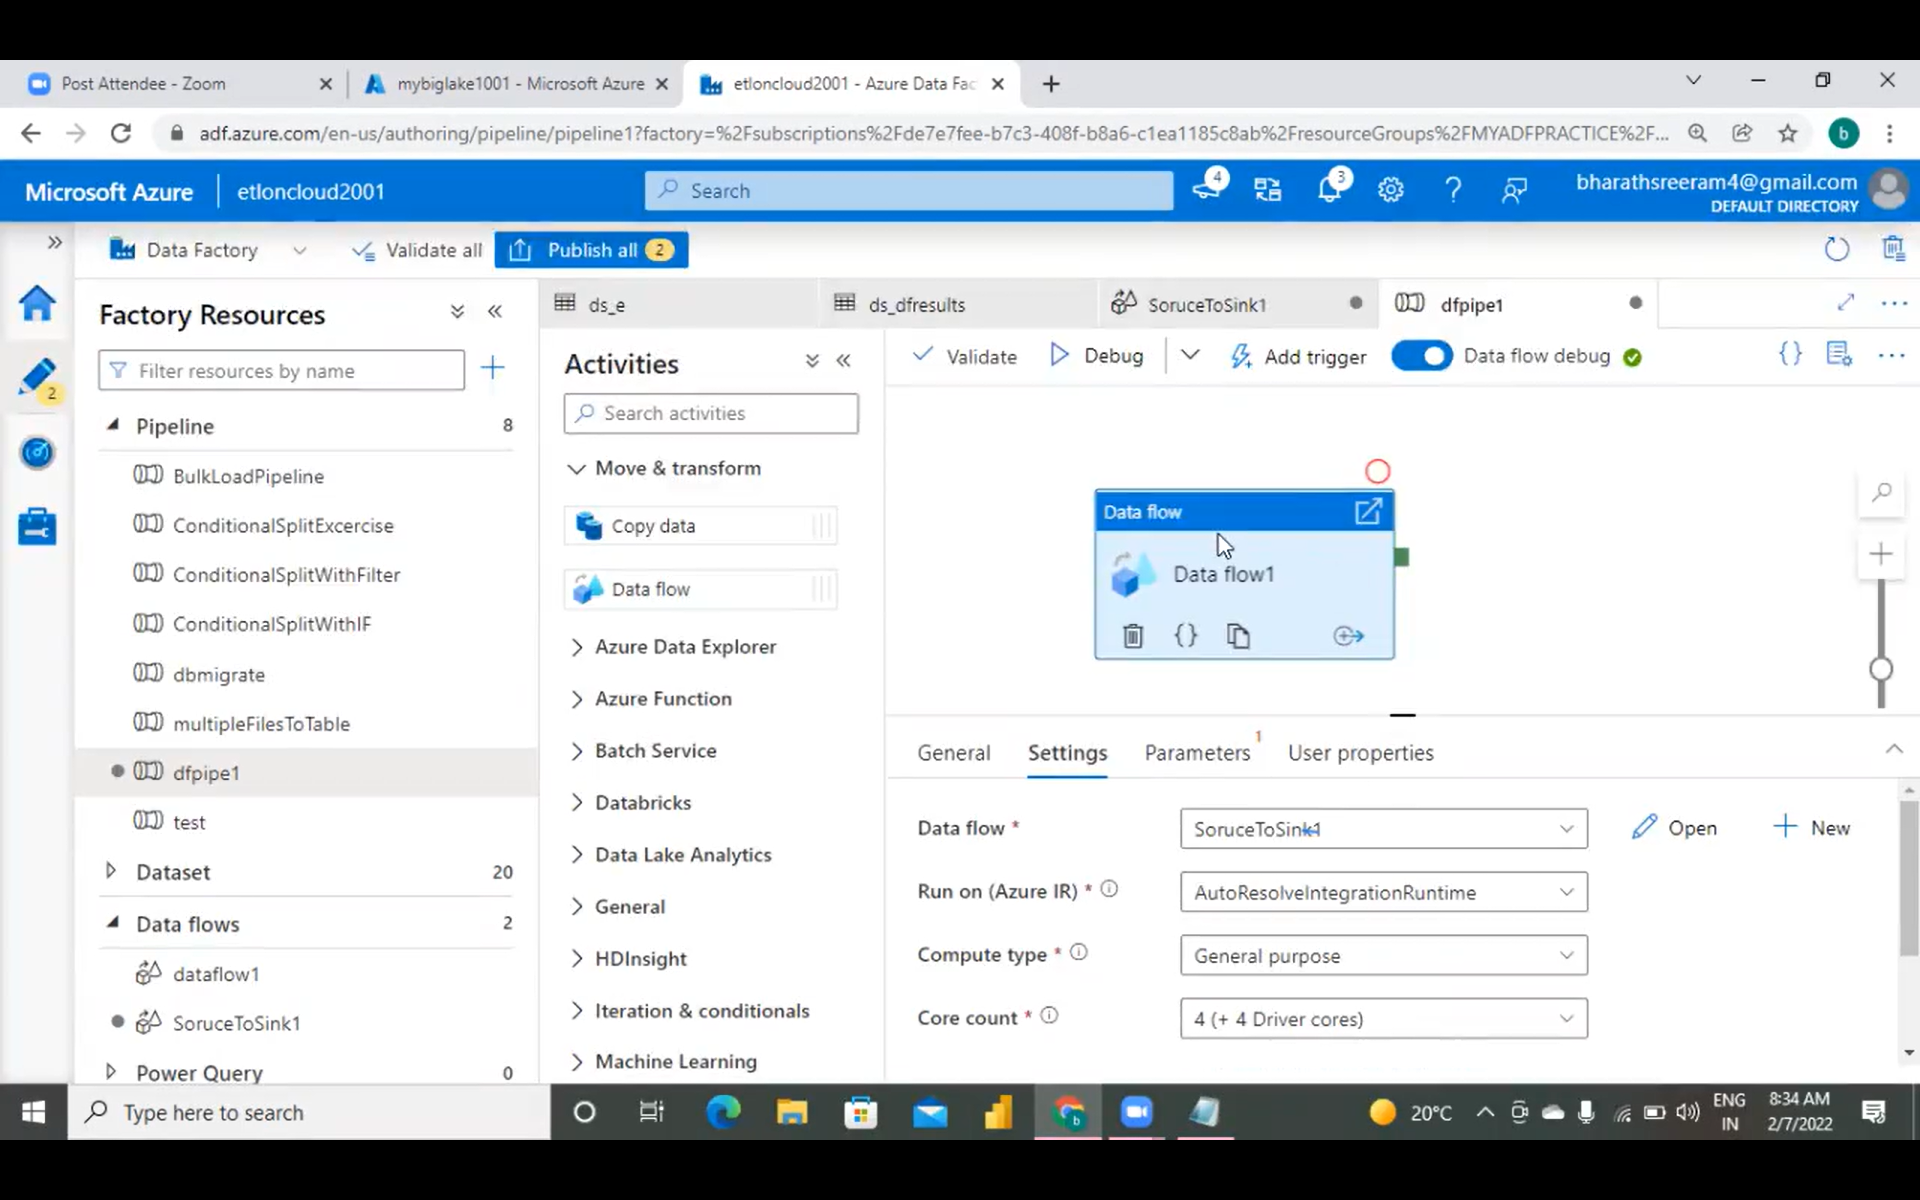 Post Attendee - Zoom
mybiglake1001 - Microsoft Azure
etloncloud2001 - Azure Data Fac
adf.azure.com/en-us/authoring/pipeline/pipeline1?factory=%2Fsubscriptions%2Fde7e7fee-b7c3-408f-b8a6-c1ea1185c8ab%2FresourceGroups%2FMYADFPRACTICE%2F...
b
Microsoft Azure
etloncloud2001
Search
4
3
bharathsreeram4@gmail.com
DEFAULT DIRECTORY
Data Factory
Validate all
Publish all 2
Factory Resources
Filter resources by name
2
Pipeline 8
BulkLoadPipeline
ConditionalSplitExcercise
ConditionalSplitWithFilter
ConditionalSplitWithIF
dbmigrate
multipleFilesToTable
dfpipe1
test
Dataset 20
Data flows 2
dataflow1
SoruceToSink1
Power Query 0
ds_e
ds_dfresults
SoruceToSink1
dfpipe1
Activities
Search activities
Move & transform
Copy data
Data flow
Azure Data Explorer
Azure Function
Batch Service
Databricks
Data Lake Analytics
General
HDInsight
Iteration & conditionals
Machine Learning
Validate
Debug
Add trigger
Data flow debug
Data flow
Data flow1
General
Settings
Parameters 1
User properties
Data flow *
SoruceToSink1
Open
New
Run on (Azure IR) *
AutoResolveIntegrationRuntime
Compute type *
General purpose
Core count *
4 (+ 4 Driver cores)
Type here to search
20°C
ENG
IN
8:34 AM
2/7/2022